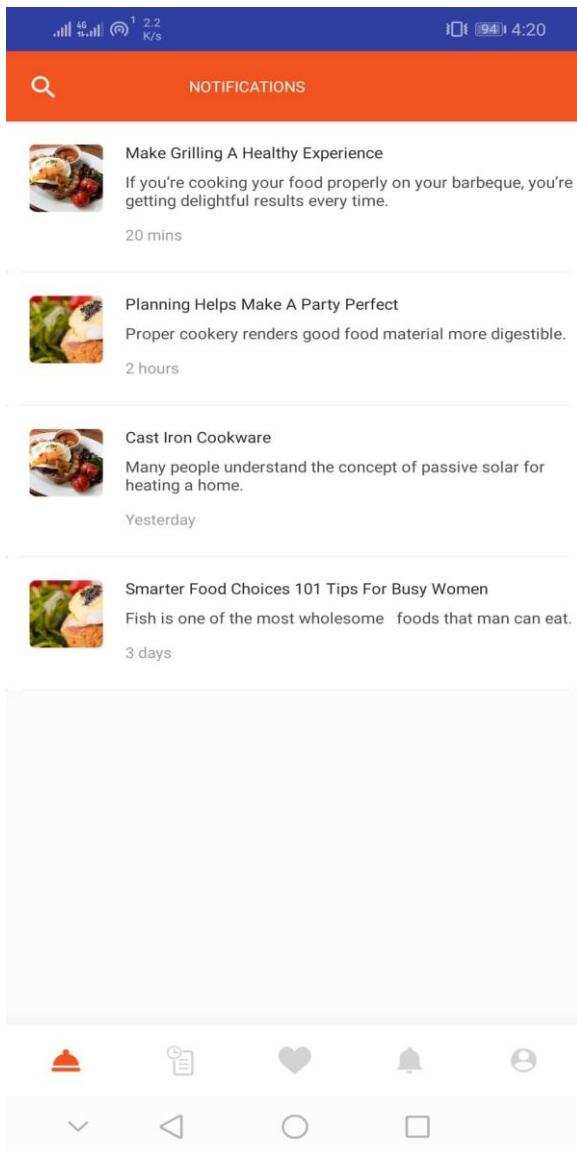 4G 1 2.2
K/s
94 4:20
NOTIFICATIONS
Make Grilling A Healthy Experience
If you’re cooking your food properly on your barbeque, you’re
getting delightful results every time.
20 mins
Planning Helps Make A Party Perfect
Proper cookery renders good food material more digestible.
2 hours
Cast Iron Cookware
Many people understand the concept of passive solar for
heating a home.
Yesterday
Smarter Food Choices 101 Tips For Busy Women
Fish is one of the most wholesome   foods that man can eat.
3 days